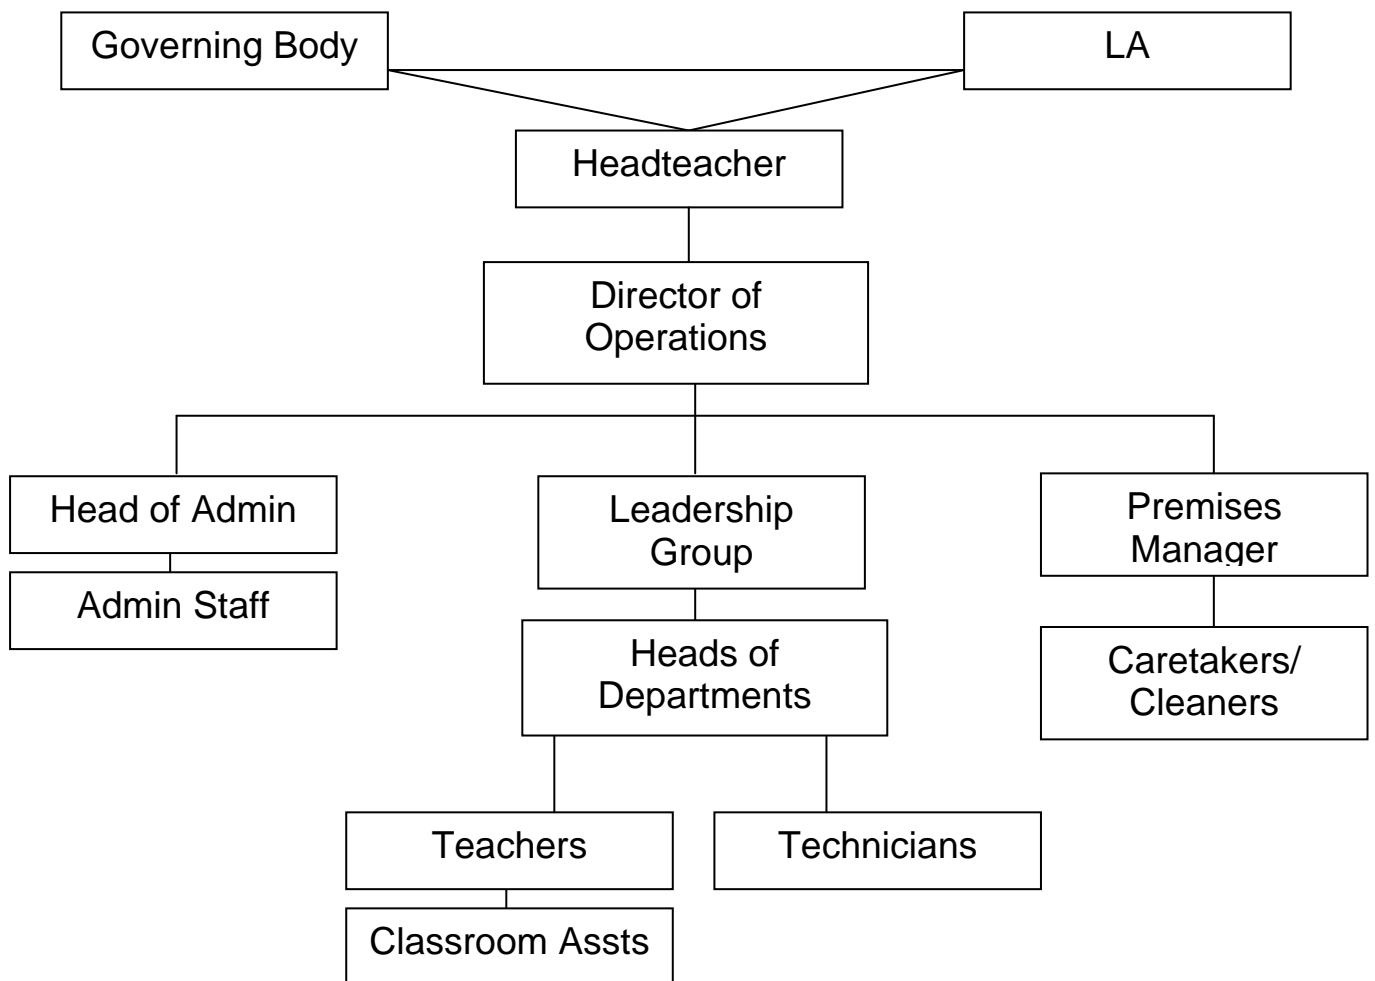 Governing Body
LA
Headteacher
Director of
Operations
Head of Admin
Leadership
Group
Premises
Manager
Admin Staff
Heads of
Departments
Caretakers/
Cleaners
Teachers
Technicians
Classroom Assts